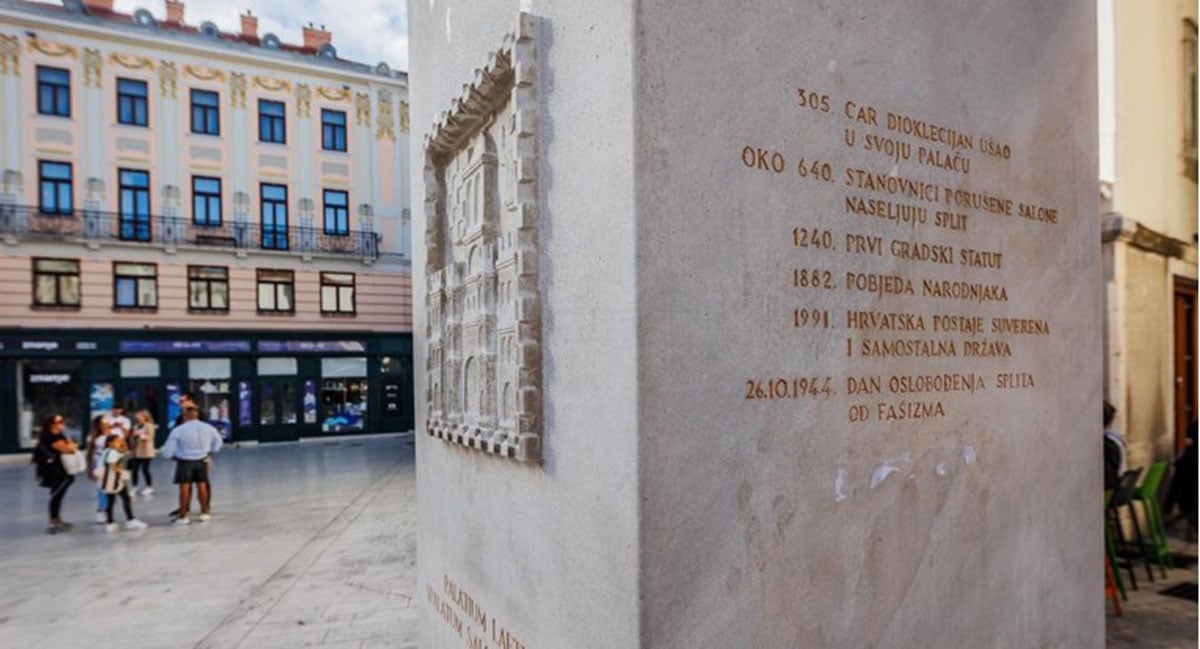 305. CAR DIOKLECIJAN UŠAO
U SVOJU PALAČU
OKO 640. STANOVNICI PORUŠENE SALONE
NASELJUJU SPLIT
1240. PRVI GRADSKI STATUT
1882. POBJEDA NARODNJAKA
1991. HRVATSKA POSTAJE SUVERENA
I SAMOSTALNA DRŽAVA
26.10.1944. DAN OSLOBOĐENJA SPLITA
OD FAŠIZMA
PALATIUM